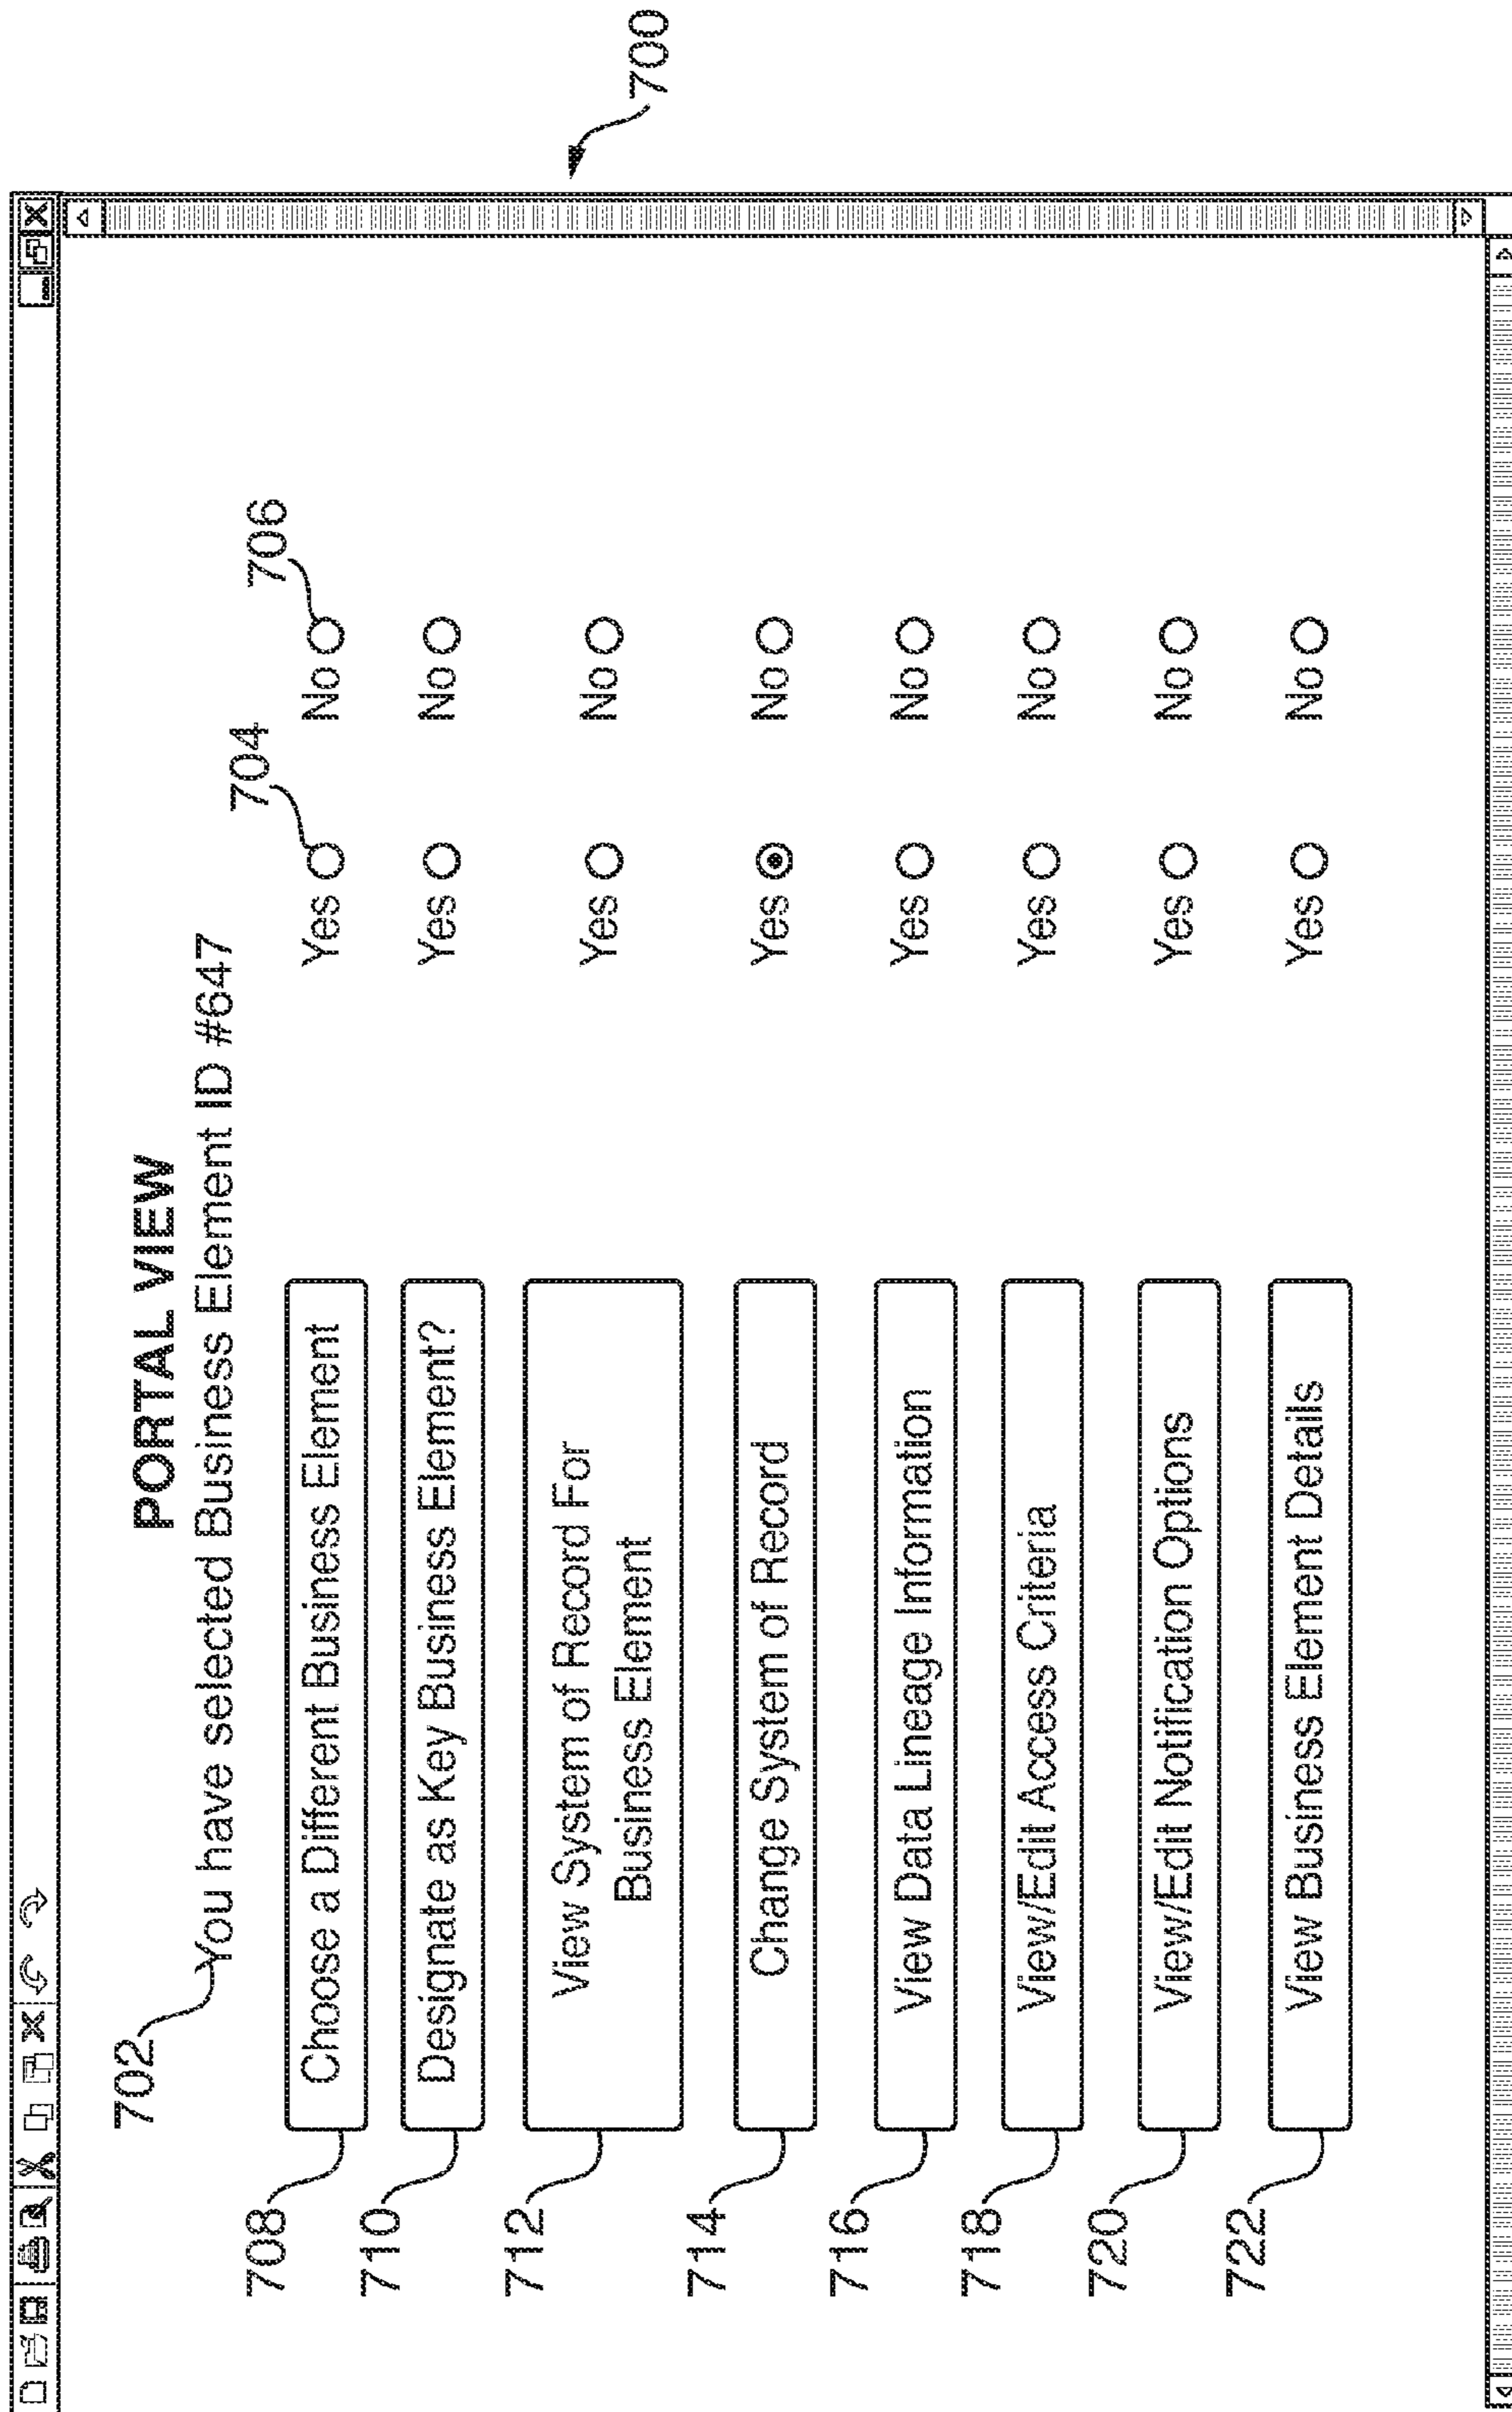 700
PORTAL VIEW
702
You have selected Business Element ID #647
704
706
708
Choose a Different Business Element
Yes
No
710
Designate as Key Business Element?
Yes
No
712
View System of Record For
Business Element
Yes
No
714
Change System of Record
Yes
No
716
View Data Lineage Information
Yes
No
718
View/Edit Access Criteria
Yes
No
720
View/Edit Notification Options
Yes
No
722
View Business Element Details
Yes
No